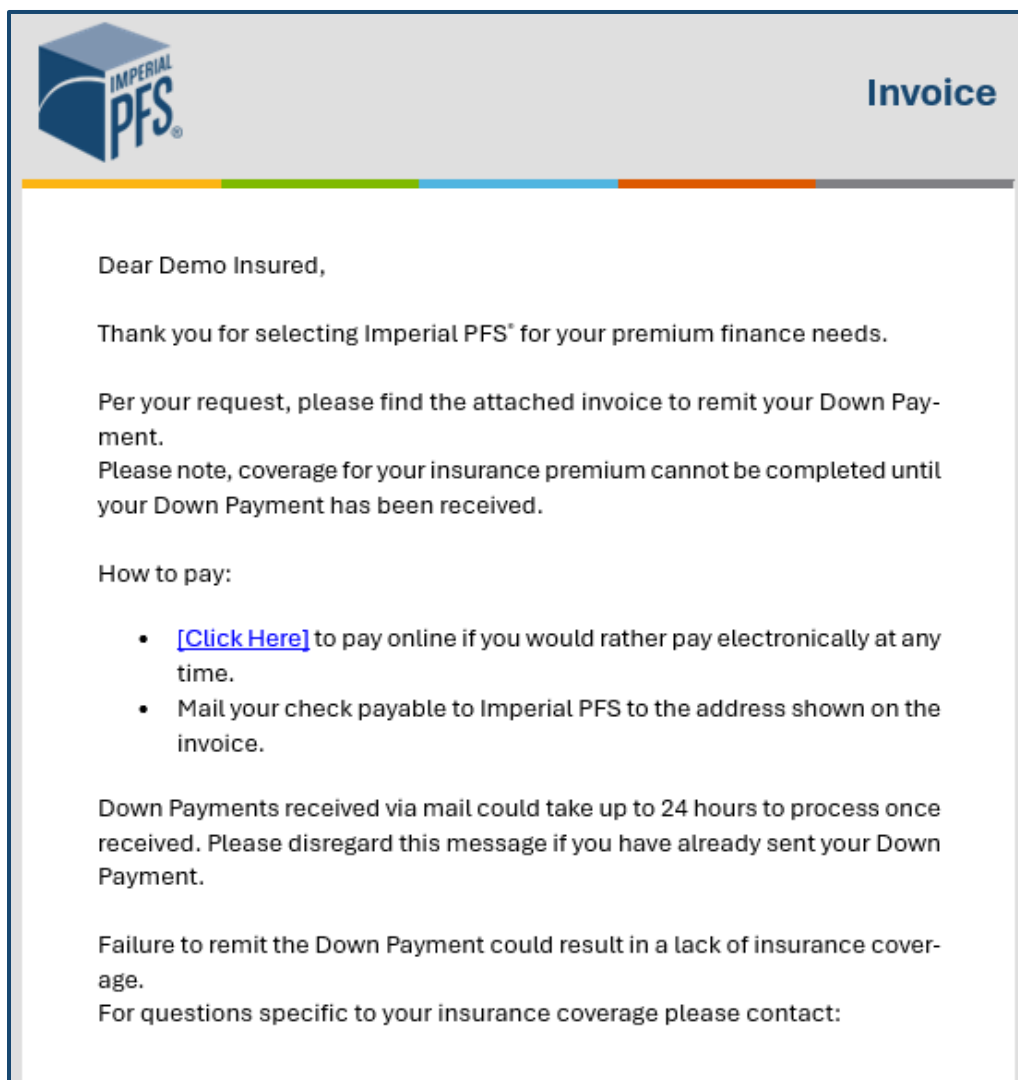 IMPERIAL
PFS®
Invoice
Dear Demo Insured,
Thank you for selecting Imperial PFS® for your premium finance needs.
Per your request, please find the attached invoice to remit your Down Pay-
ment.
Please note, coverage for your insurance premium cannot be completed until
your Down Payment has been received.
How to pay:
• [Click Here] to pay online if you would rather pay electronically at any
time.
• Mail your check payable to Imperial PFS to the address shown on the
invoice.
Down Payments received via mail could take up to 24 hours to process once
received. Please disregard this message if you have already sent your Down
Payment.
Failure to remit the Down Payment could result in a lack of insurance cover-
age.
For questions specific to your insurance coverage please contact: